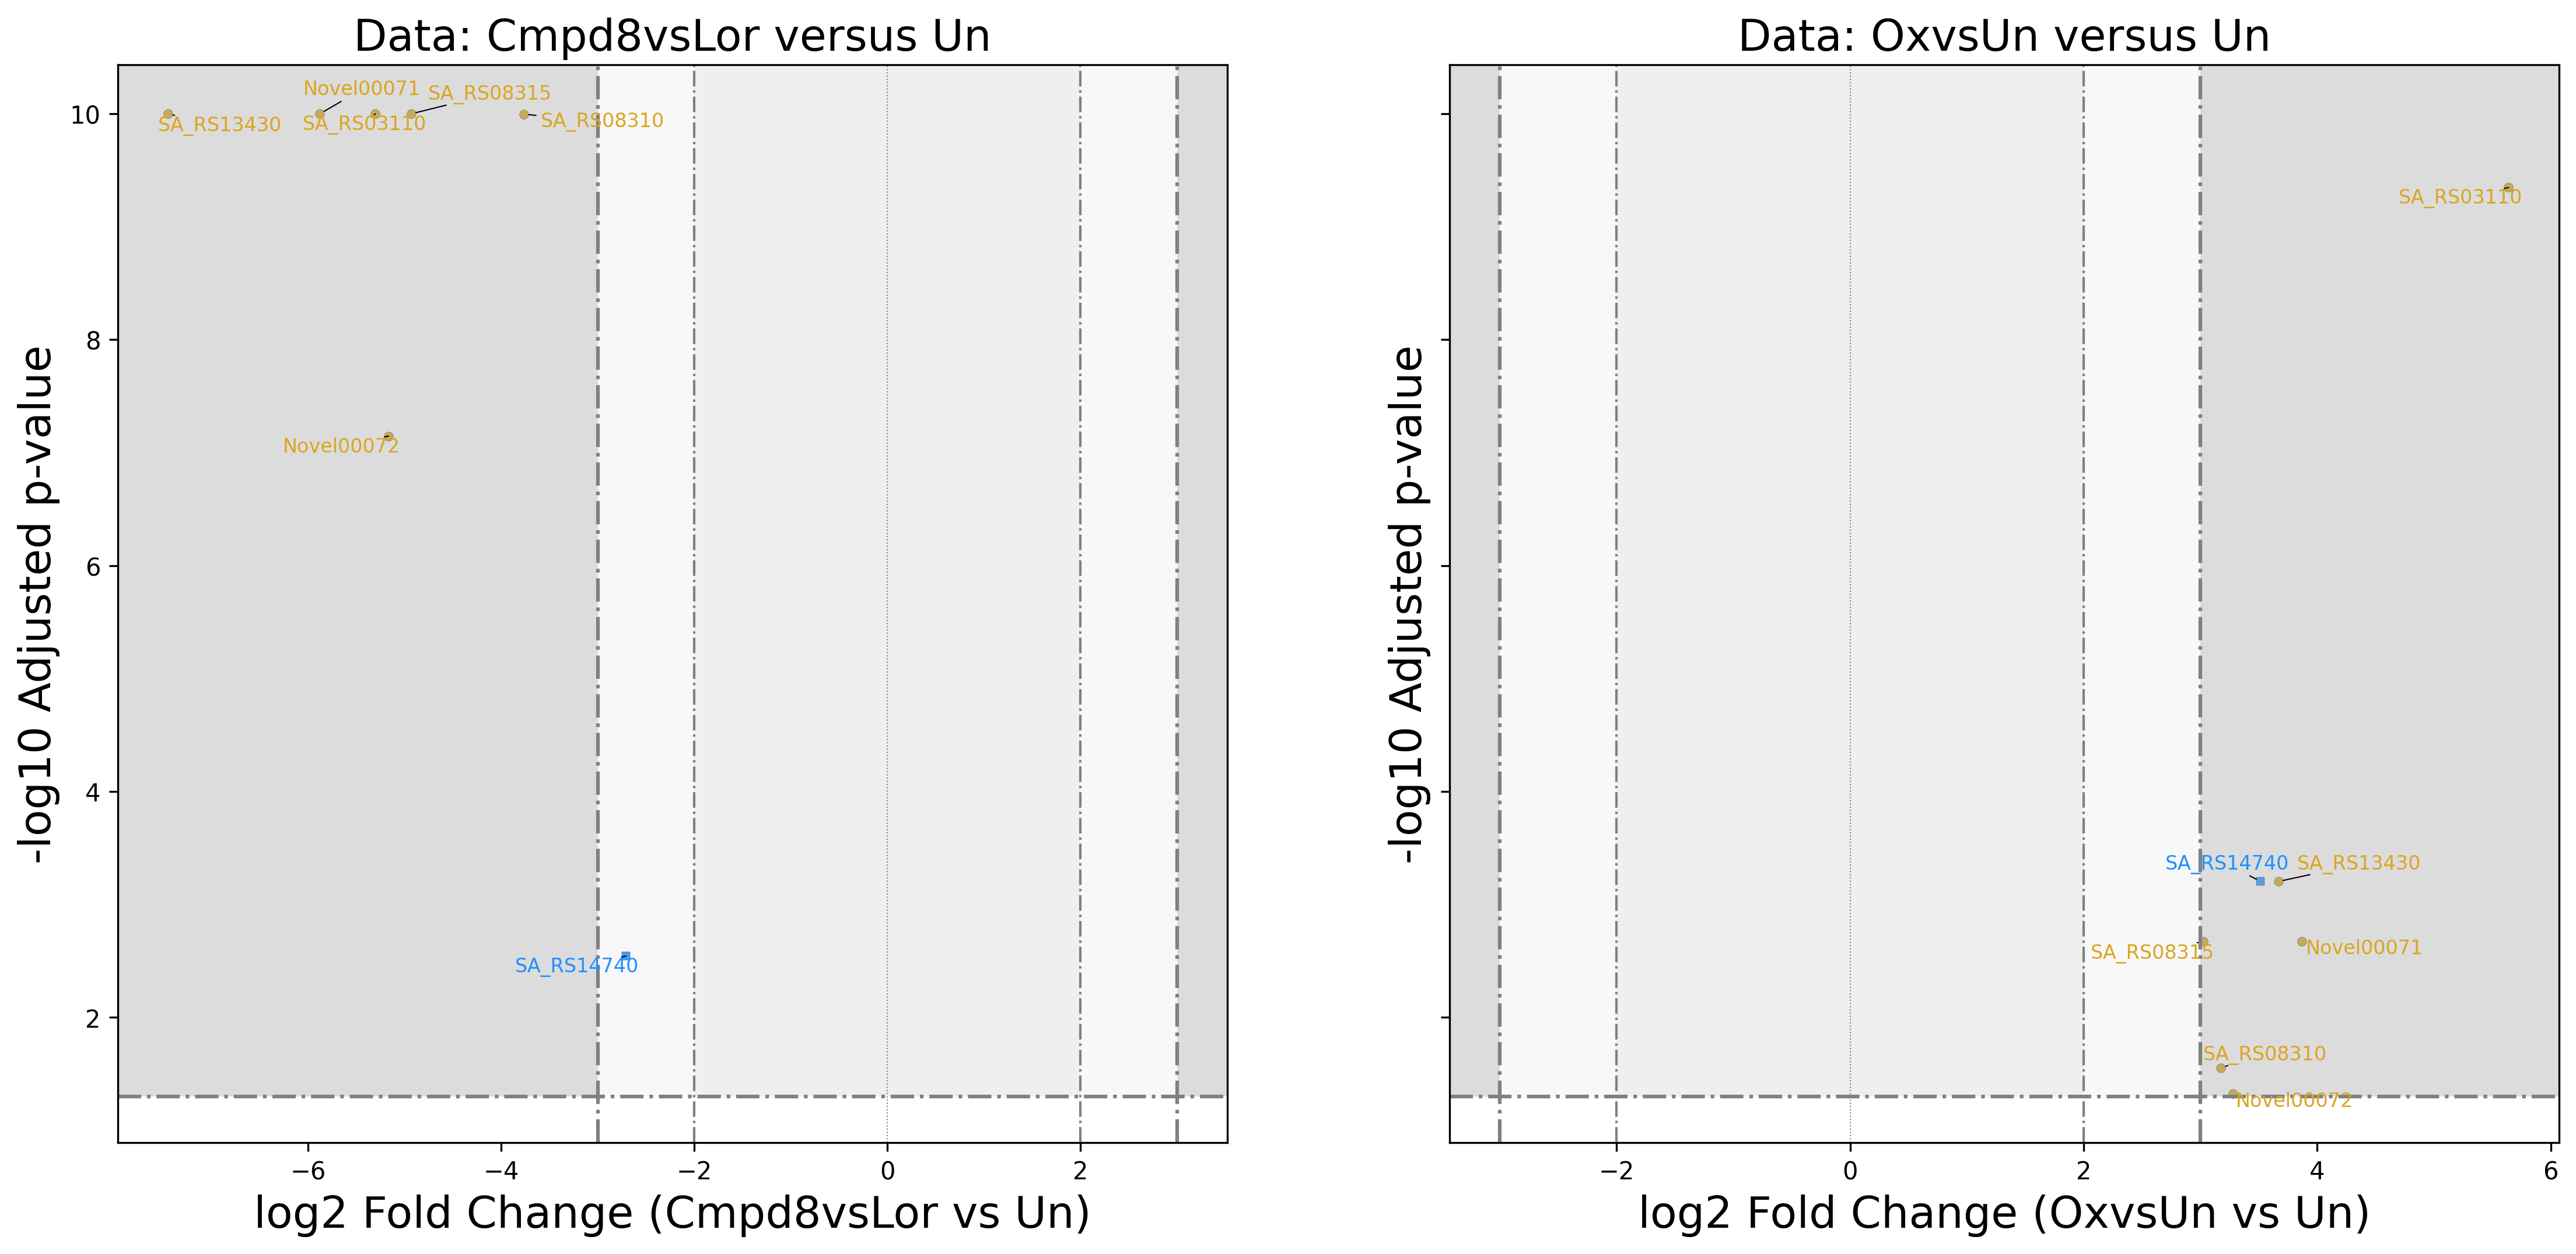 Data: Cmpd8vsLor versus Un
Novel00071
SA_RS08315
SA_RS13430
SA_RS03110
SA_RS08310
Novel00072
SA_RS14740
10
8
6
4
2
-log10 Adjusted p-value
−6
−4
−2
0
2
log2 Fold Change (Cmpd8vsLor vs Un)
Data: OxvsUn versus Un
SA_RS03110
SA_RS14740
SA_RS13430
SA_RS08315
Novel00071
SA_RS08310
Novel00072
-log10 Adjusted p-value
−2
0
2
4
6
log2 Fold Change (OxvsUn vs Un)